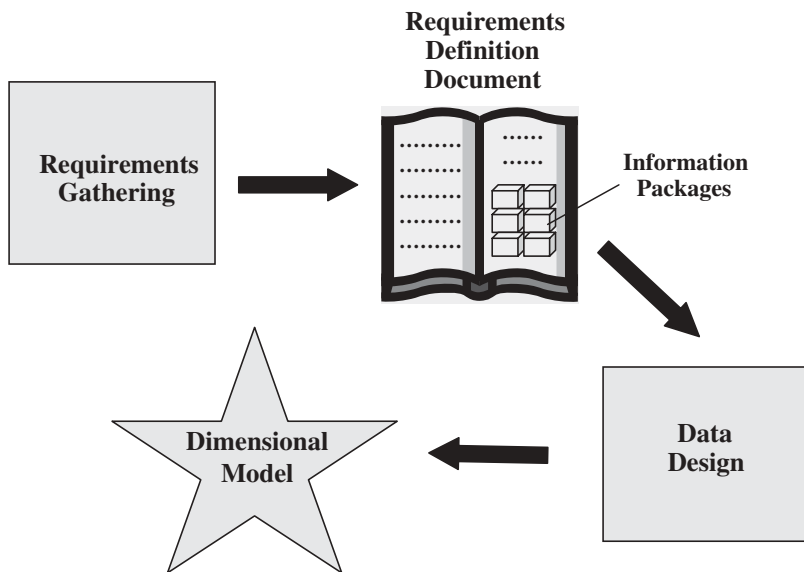 Requirements
Definition
Document
Requirements
Gathering
Information
Packages
Dimensional
Model
Data
Design